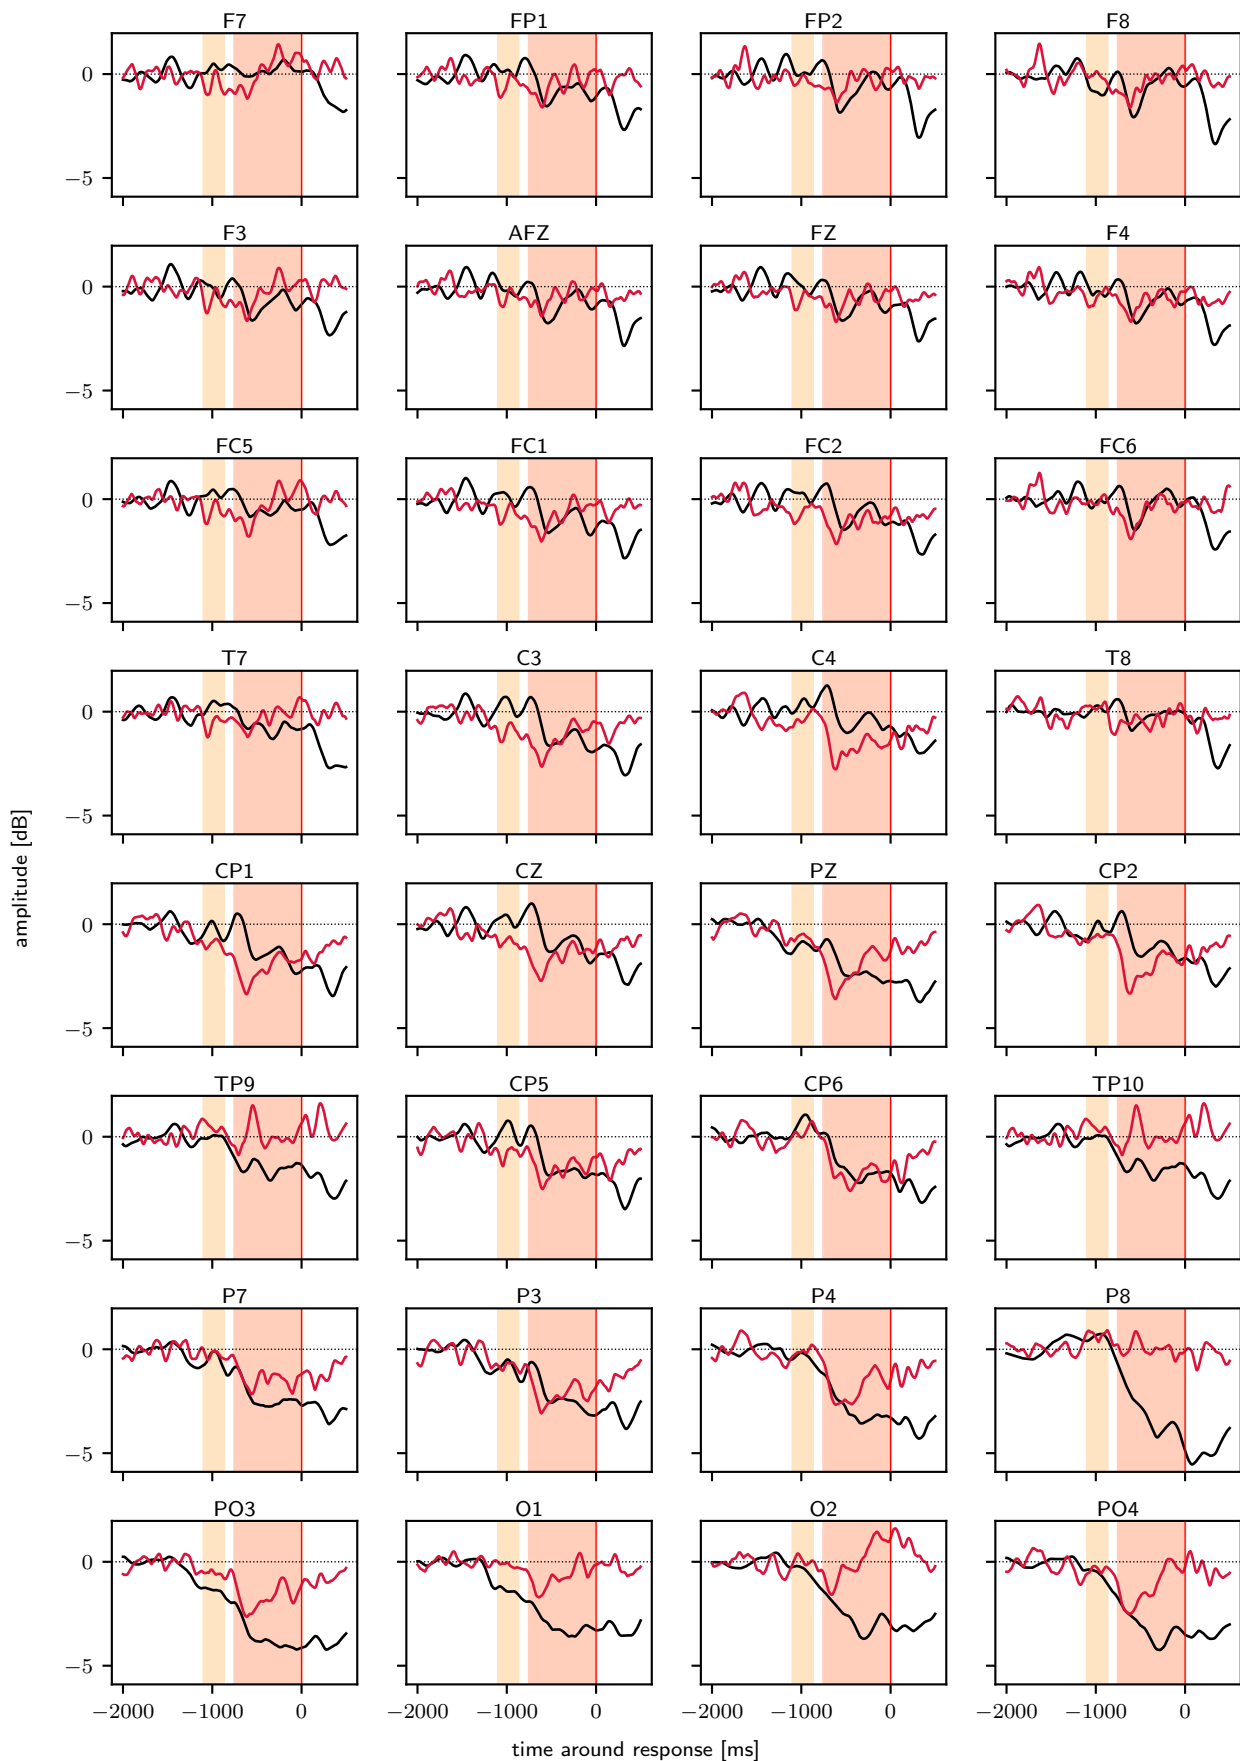 F7 FP1 FP2 F8
0
−5
F3 AFZ FZ F4
0
−5
FC5 FC1 FC2 FC6
0
−5
T7 C3 C4 T8
0
−5
CP1 CZ PZ CP2
0
−5
TP9 CP5 CP6 TP10
0
−5
P7 P3 P4 P8
0
−5
PO3 O1 O2 PO4
0
−5
−2000 −1000 0 −2000 −1000 0 −2000 −1000 0 −2000 −1000 0
amplitude [dB]
time around response [ms]